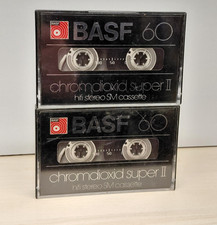 BASF 60
chromdioxid super II
hifi stereo SM cassette
BASF 60
chromdioxid super II
hifi stereo SM cassette